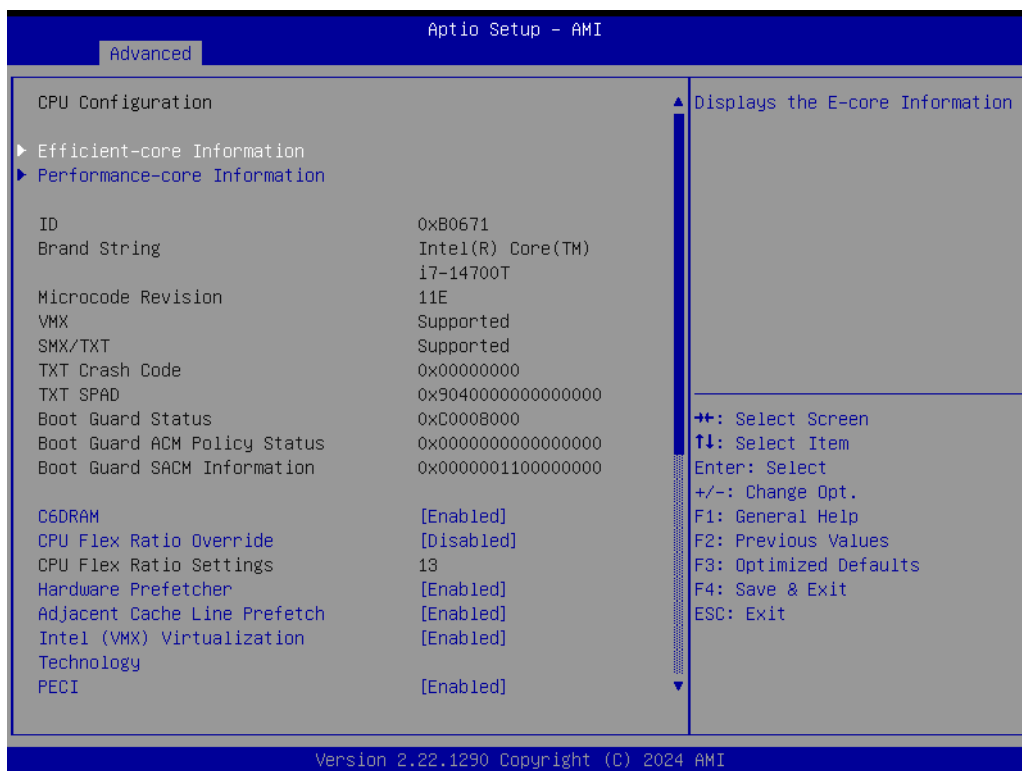 Aptio Setup - AMI
Advanced
CPU Configuration
Efficient-core Information
Performance-core Information
ID 0xB0671
Brand String Intel(R) Core(TM)
i7-14700T
Microcode Revision 11E
VMX Supported
SMX/TXT Supported
TXT Crash Code 0x00000000
TXT SPAD 0x9040000000000000
Boot Guard Status 0xC0008000
Boot Guard ACM Policy Status 0x0000000000000000
Boot Guard SACM Information 0x0000001100000000
C6DRAM [Enabled]
CPU Flex Ratio Override [Disabled]
CPU Flex Ratio Settings 13
Hardware Prefetcher [Enabled]
Adjacent Cache Line Prefetch [Enabled]
Intel (VMX) Virtualization [Enabled]
Technology
PECI [Enabled]
Displays the E-core Information
→←: Select Screen
↑↓: Select Item
Enter: Select
+/-: Change Opt.
F1: General Help
F2: Previous Values
F3: Optimized Defaults
F4: Save & Exit
ESC: Exit
Version 2.22.1290 Copyright (C) 2024 AMI